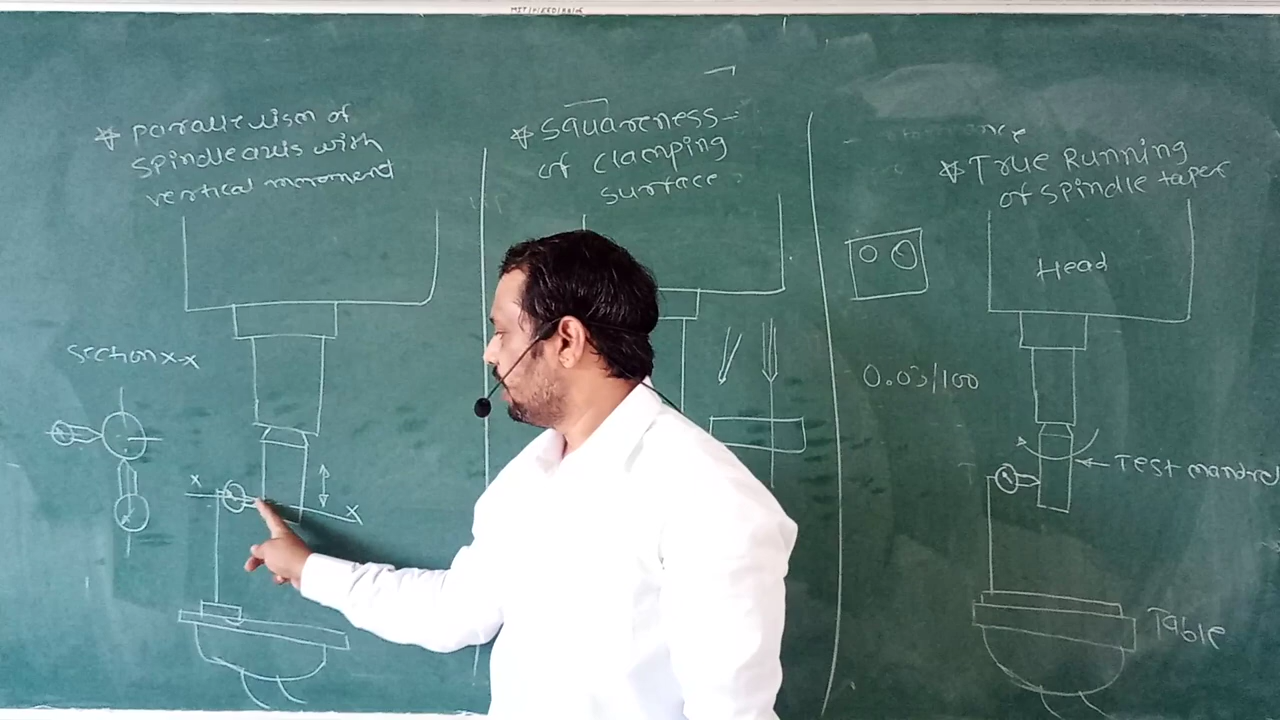 ☆ Parallelism of
spindle axis with
vertical movement
Section X-X
X
X
☆ Squareness
of clamping
surface
☆ True Running
of spindle taper
Head
0.03/100
Test mandrel
Table